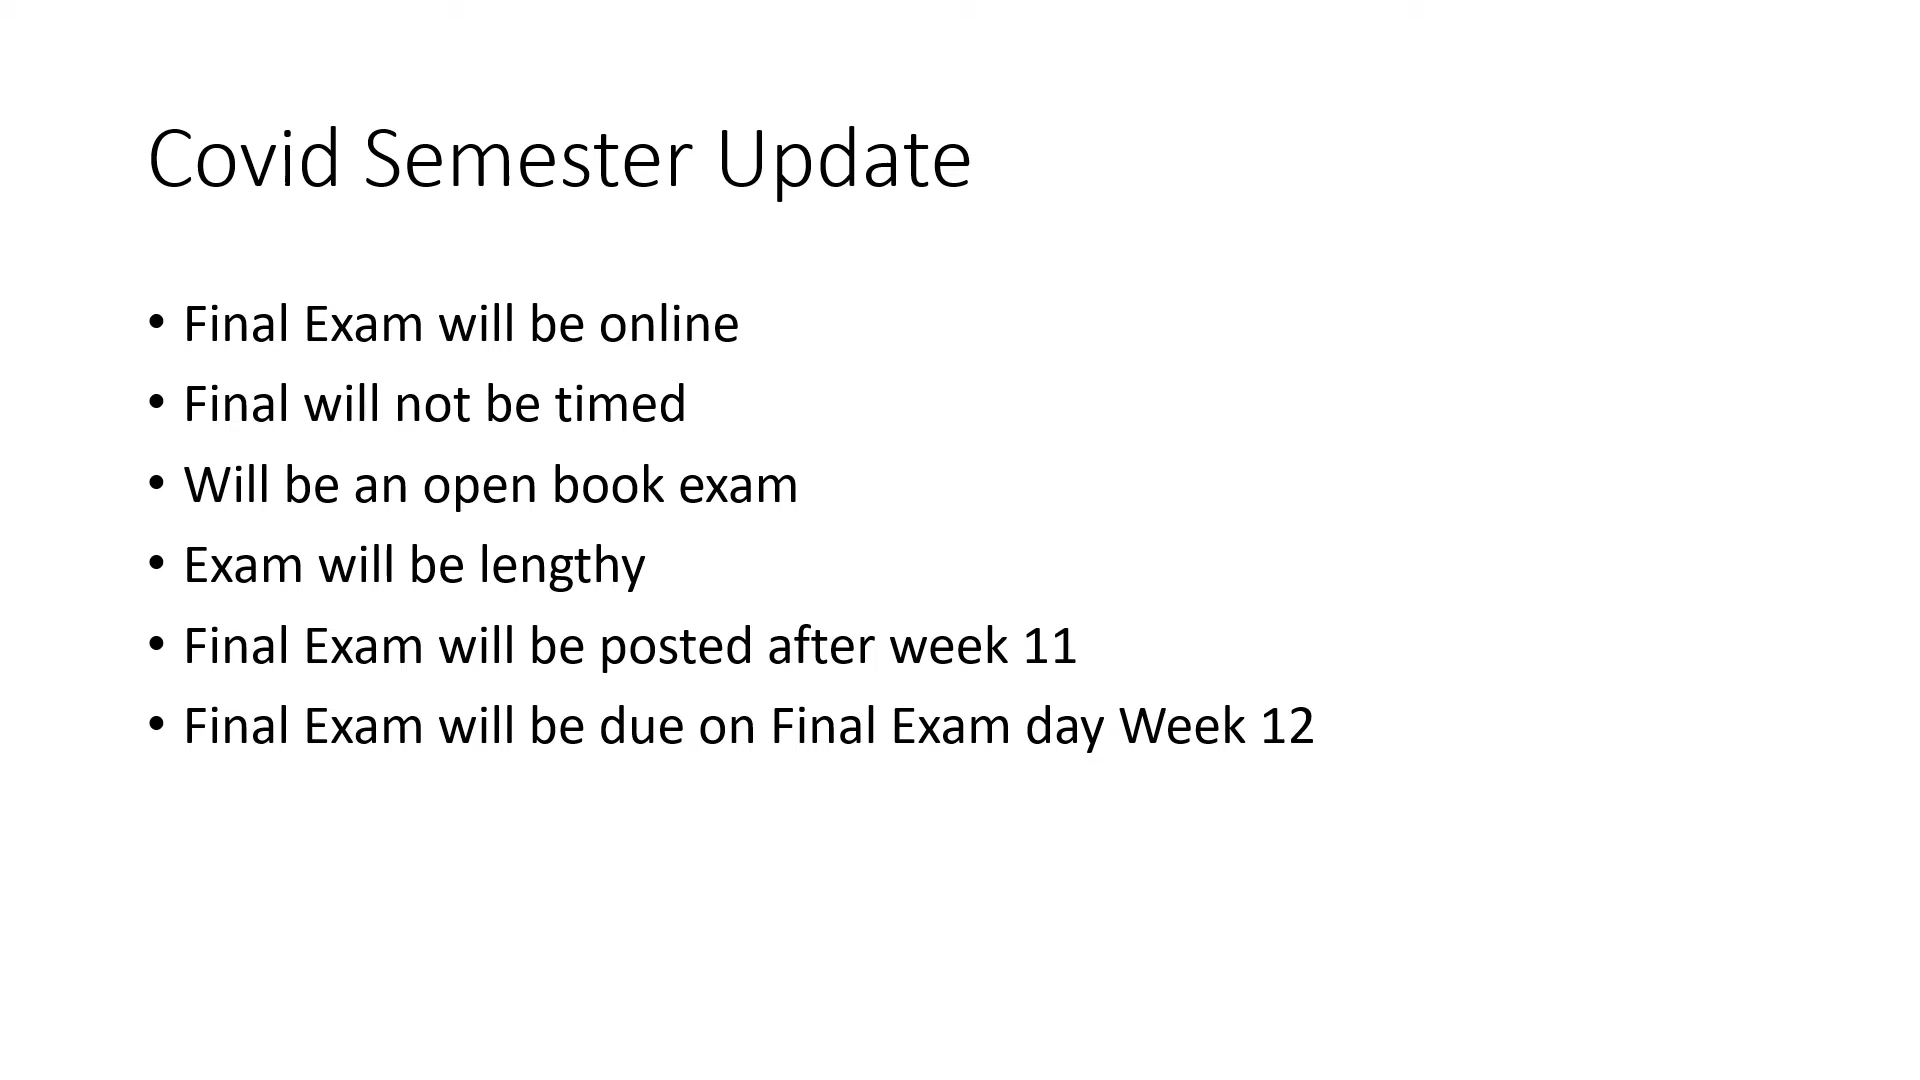 Covid Semester Update
• Final Exam will be online
• Final will not be timed
• Will be an open book exam
• Exam will be lengthy
• Final Exam will be posted after week 11
• Final Exam will be due on Final Exam day Week 12